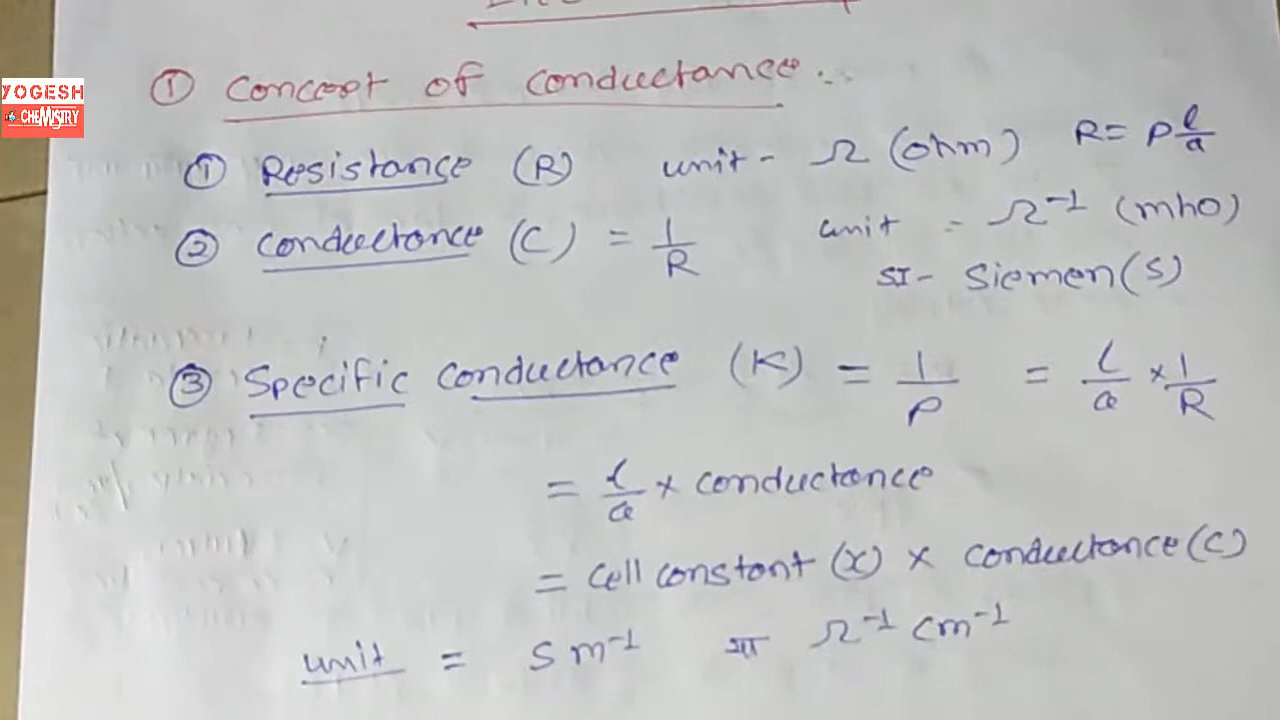 YOGESH
CHEMISTRY
① Concept of conductance.
① Resistance (R) unit - Ω (ohm) R = ρ l/a
② Conductance (C) = 1/R unit - Ω⁻¹ (mho)
SI - Siemen (S)
③ Specific conductance (K) = 1/ρ = l/a × 1/R
= l/a × conductance
= Cell constant (x) × conductance (C)
unit = S m⁻¹ या Ω⁻¹ cm⁻¹